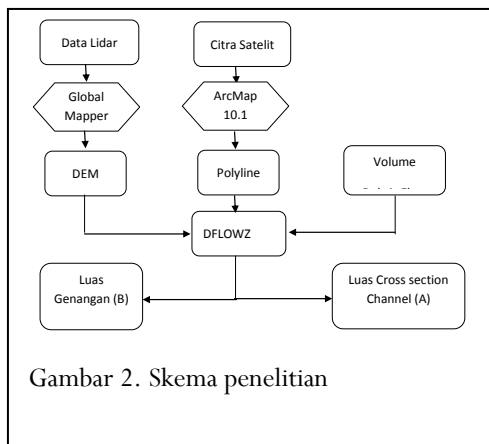 Data Lidar
Citra Satelit
Global
Mapper
ArcMap
10.1
DEM
Polyline
Volume
DFLOWZ
Luas
Genangan (B)
Luas Cross section
Channel (A)
Gambar 2. Skema penelitian